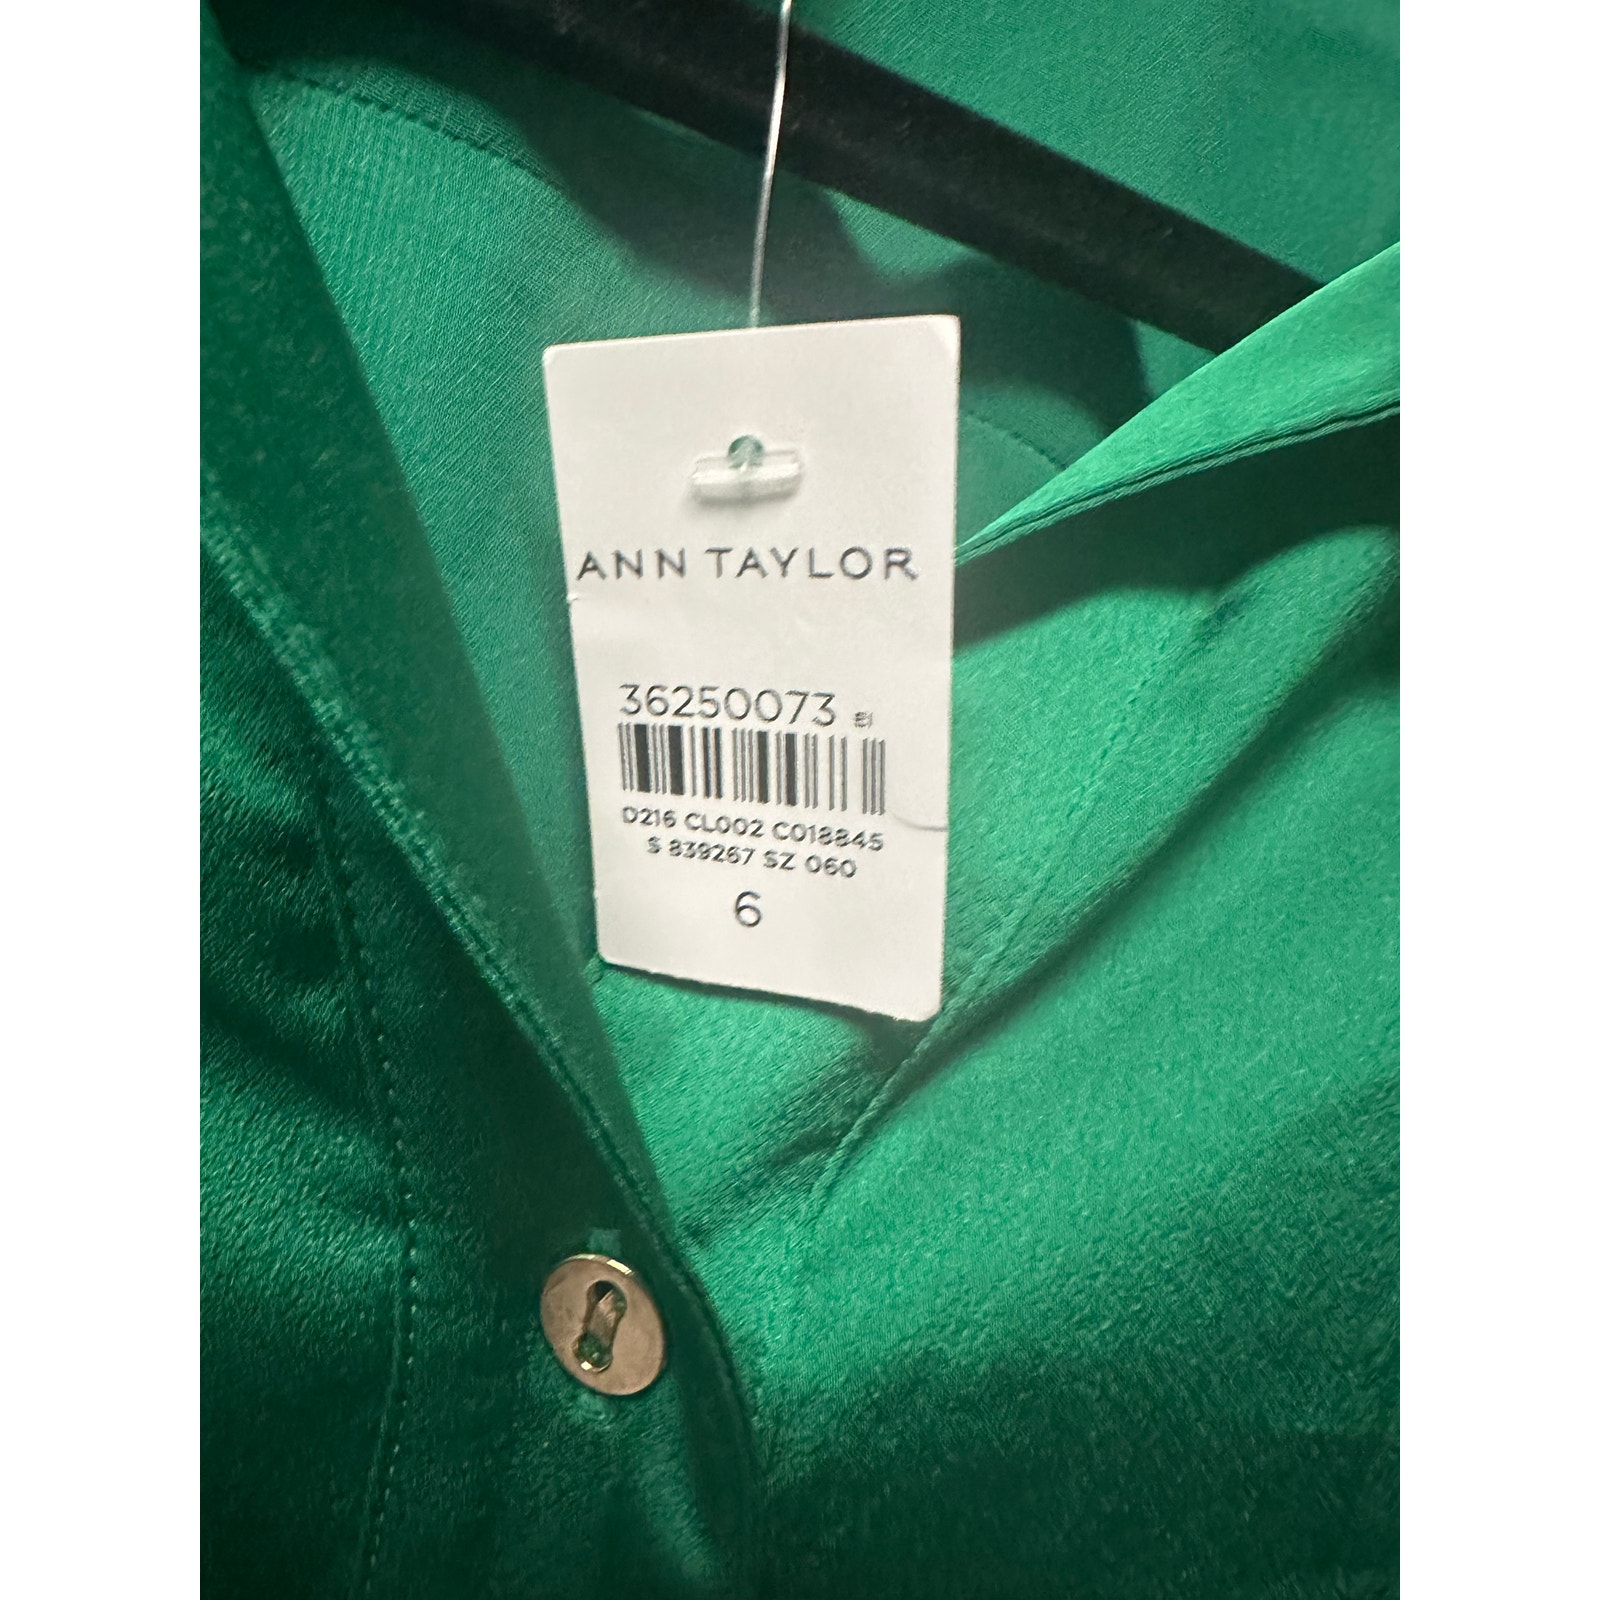 ANN TAYLOR
36250073
D216 CL002 C018845
S 839267 SZ 060
6